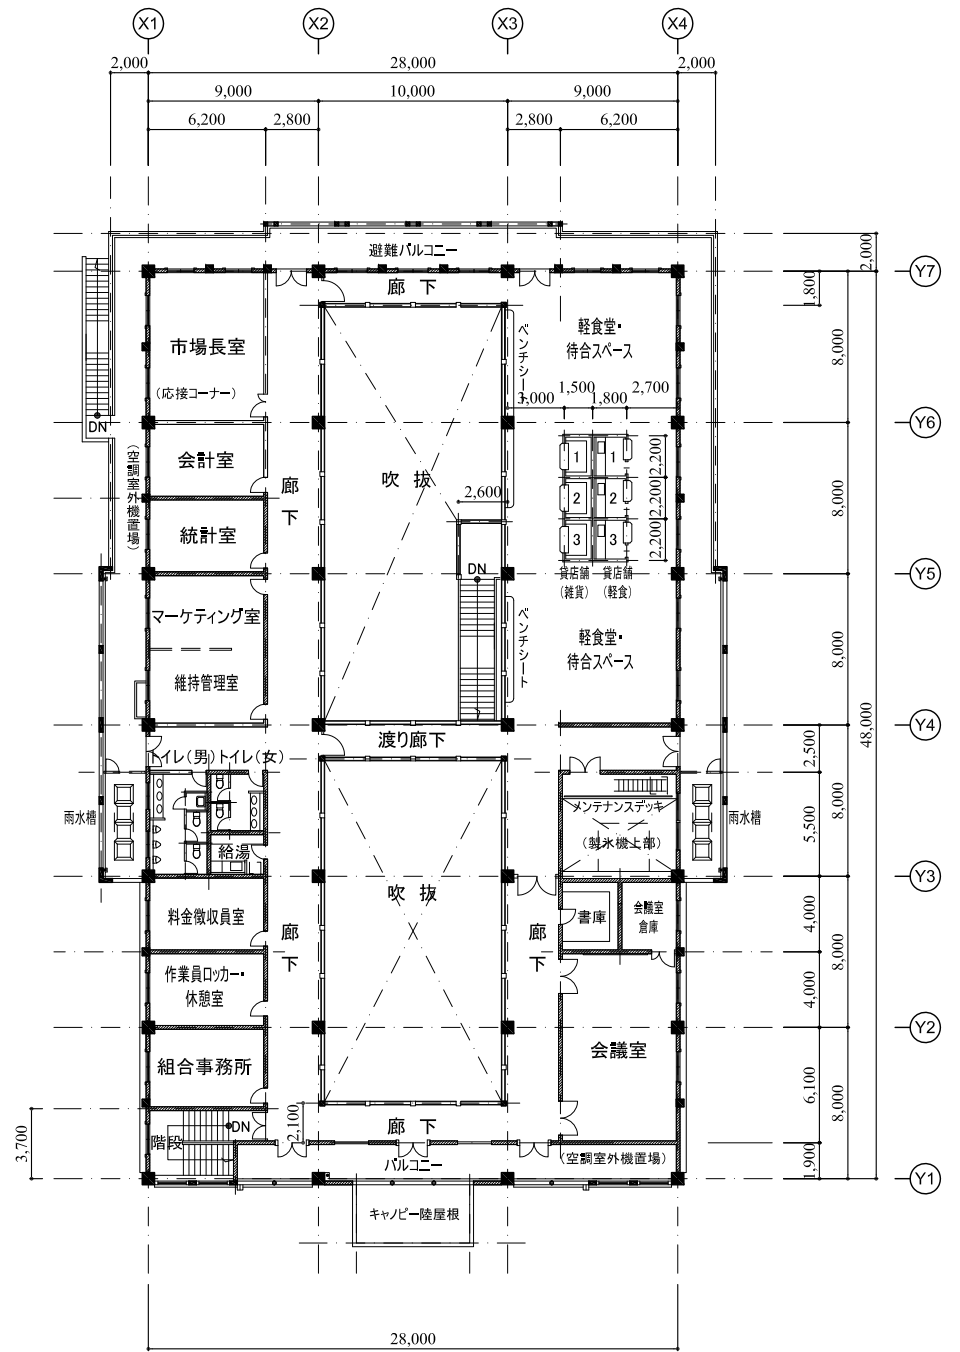 X1 X2 X3 X4
2,000 28,000 2,000
9,000 10,000 9,000
6,200 2,800 2,800 6,200
避難バルコニー
2,000
Y7
廊下
1,800
市場長室
(応接コーナー)
ベンチシート
軽食堂・
待合スペース
8,000
3,000 1,500 1,800 2,700
DN
Y6
(空調室外機置場)
会計室
廊下
吹抜
2,600
1 1
2 2
3 3
2,200
2,200
2,200
8,000
統計室
DN
貸店舗
(雑貨)
貸店舗
(軽食)
Y5
マーケティング室
維持管理室
ベンチシート
軽食堂・
待合スペース
8,000
48,000
渡り廊下
Y4
トイレ(男) トイレ(女)
2,500
雨水槽
メンテナンスデッキ
(製氷機上部)
雨水槽
5,500
8,000
給湯
Y3
料金徴収員室
廊下
吹抜
廊下
書庫
会議室
倉庫
4,000
8,000
作業員ロッカー・
休憩室
4,000
Y2
組合事務所
会議室
6,100
8,000
3,700
階段
DN
2,100
廊下
バルコニー
(空調室外機置場)
1,900
Y1
キャノピー陸屋根
28,000